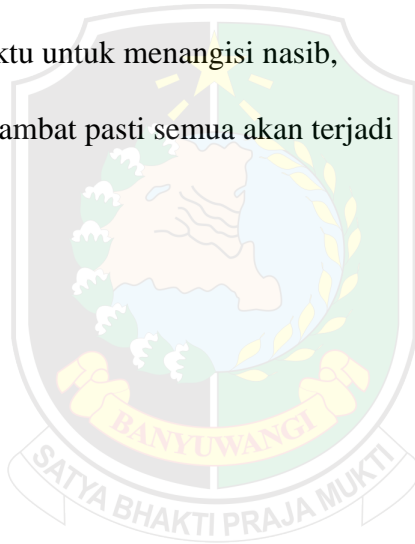 ktu untuk menangisi nasib,
ambat pasti semua akan terjadi
BANYUWANGI
SATYA BHAKTI PRAJA MUKTI